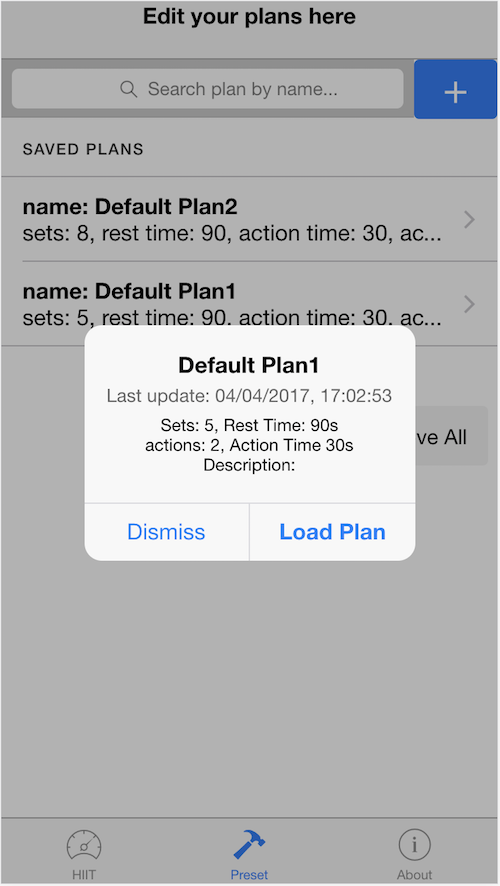 Edit your plans here
Search plan by name...
SAVED PLANS
name: Default Plan2
sets: 8, rest time: 90, action time: 30, ac...
name: Default Plan1
sets: 5, rest time: 90, action time: 30, ac...
Default Plan1
Last update: 04/04/2017, 17:02:53
Sets: 5, Rest Time: 90s
actions: 2, Action Time 30s
Description:
ve All
Dismiss
Load Plan
HIIT
Preset
About